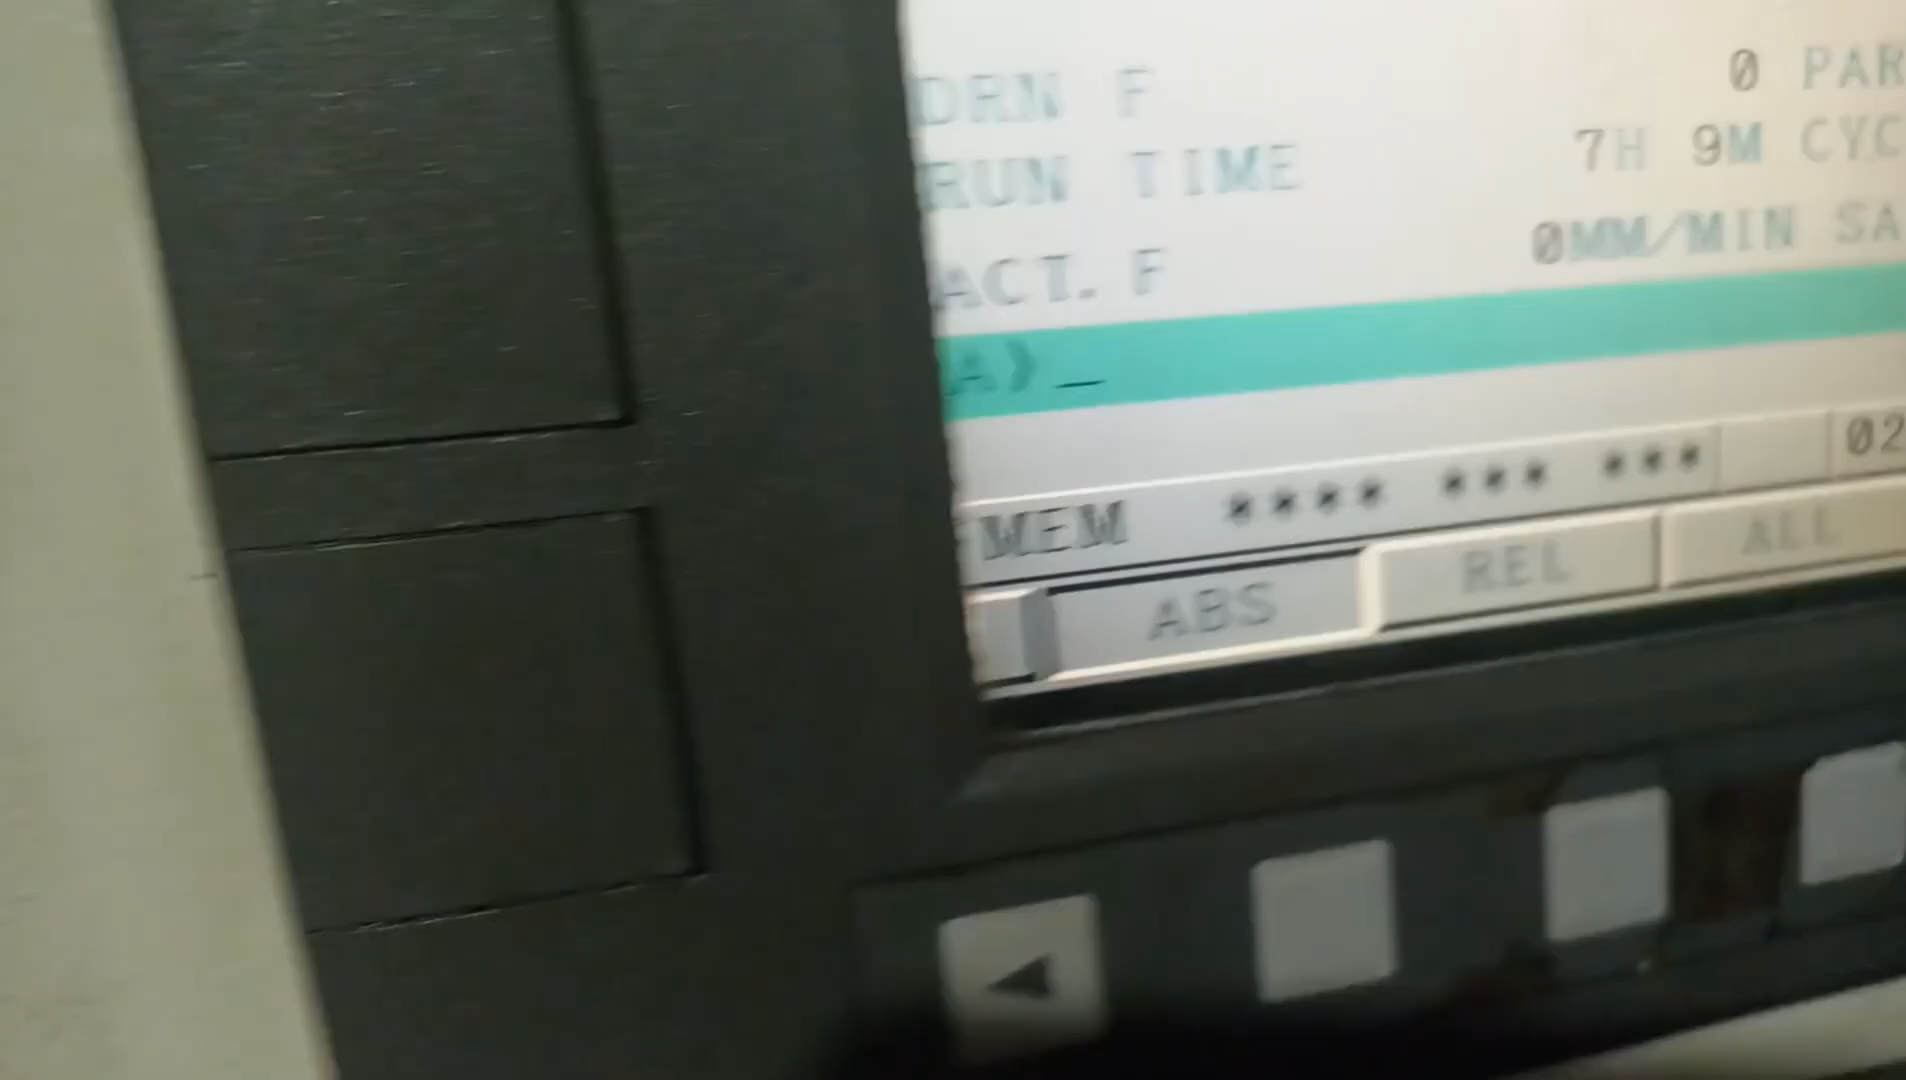 DRN F 0 PAR
RUN TIME 7H 9M CYC
ACT. F 0MM/MIN SA
A》_
MEM **** *** *** 02
ABS REL ALL